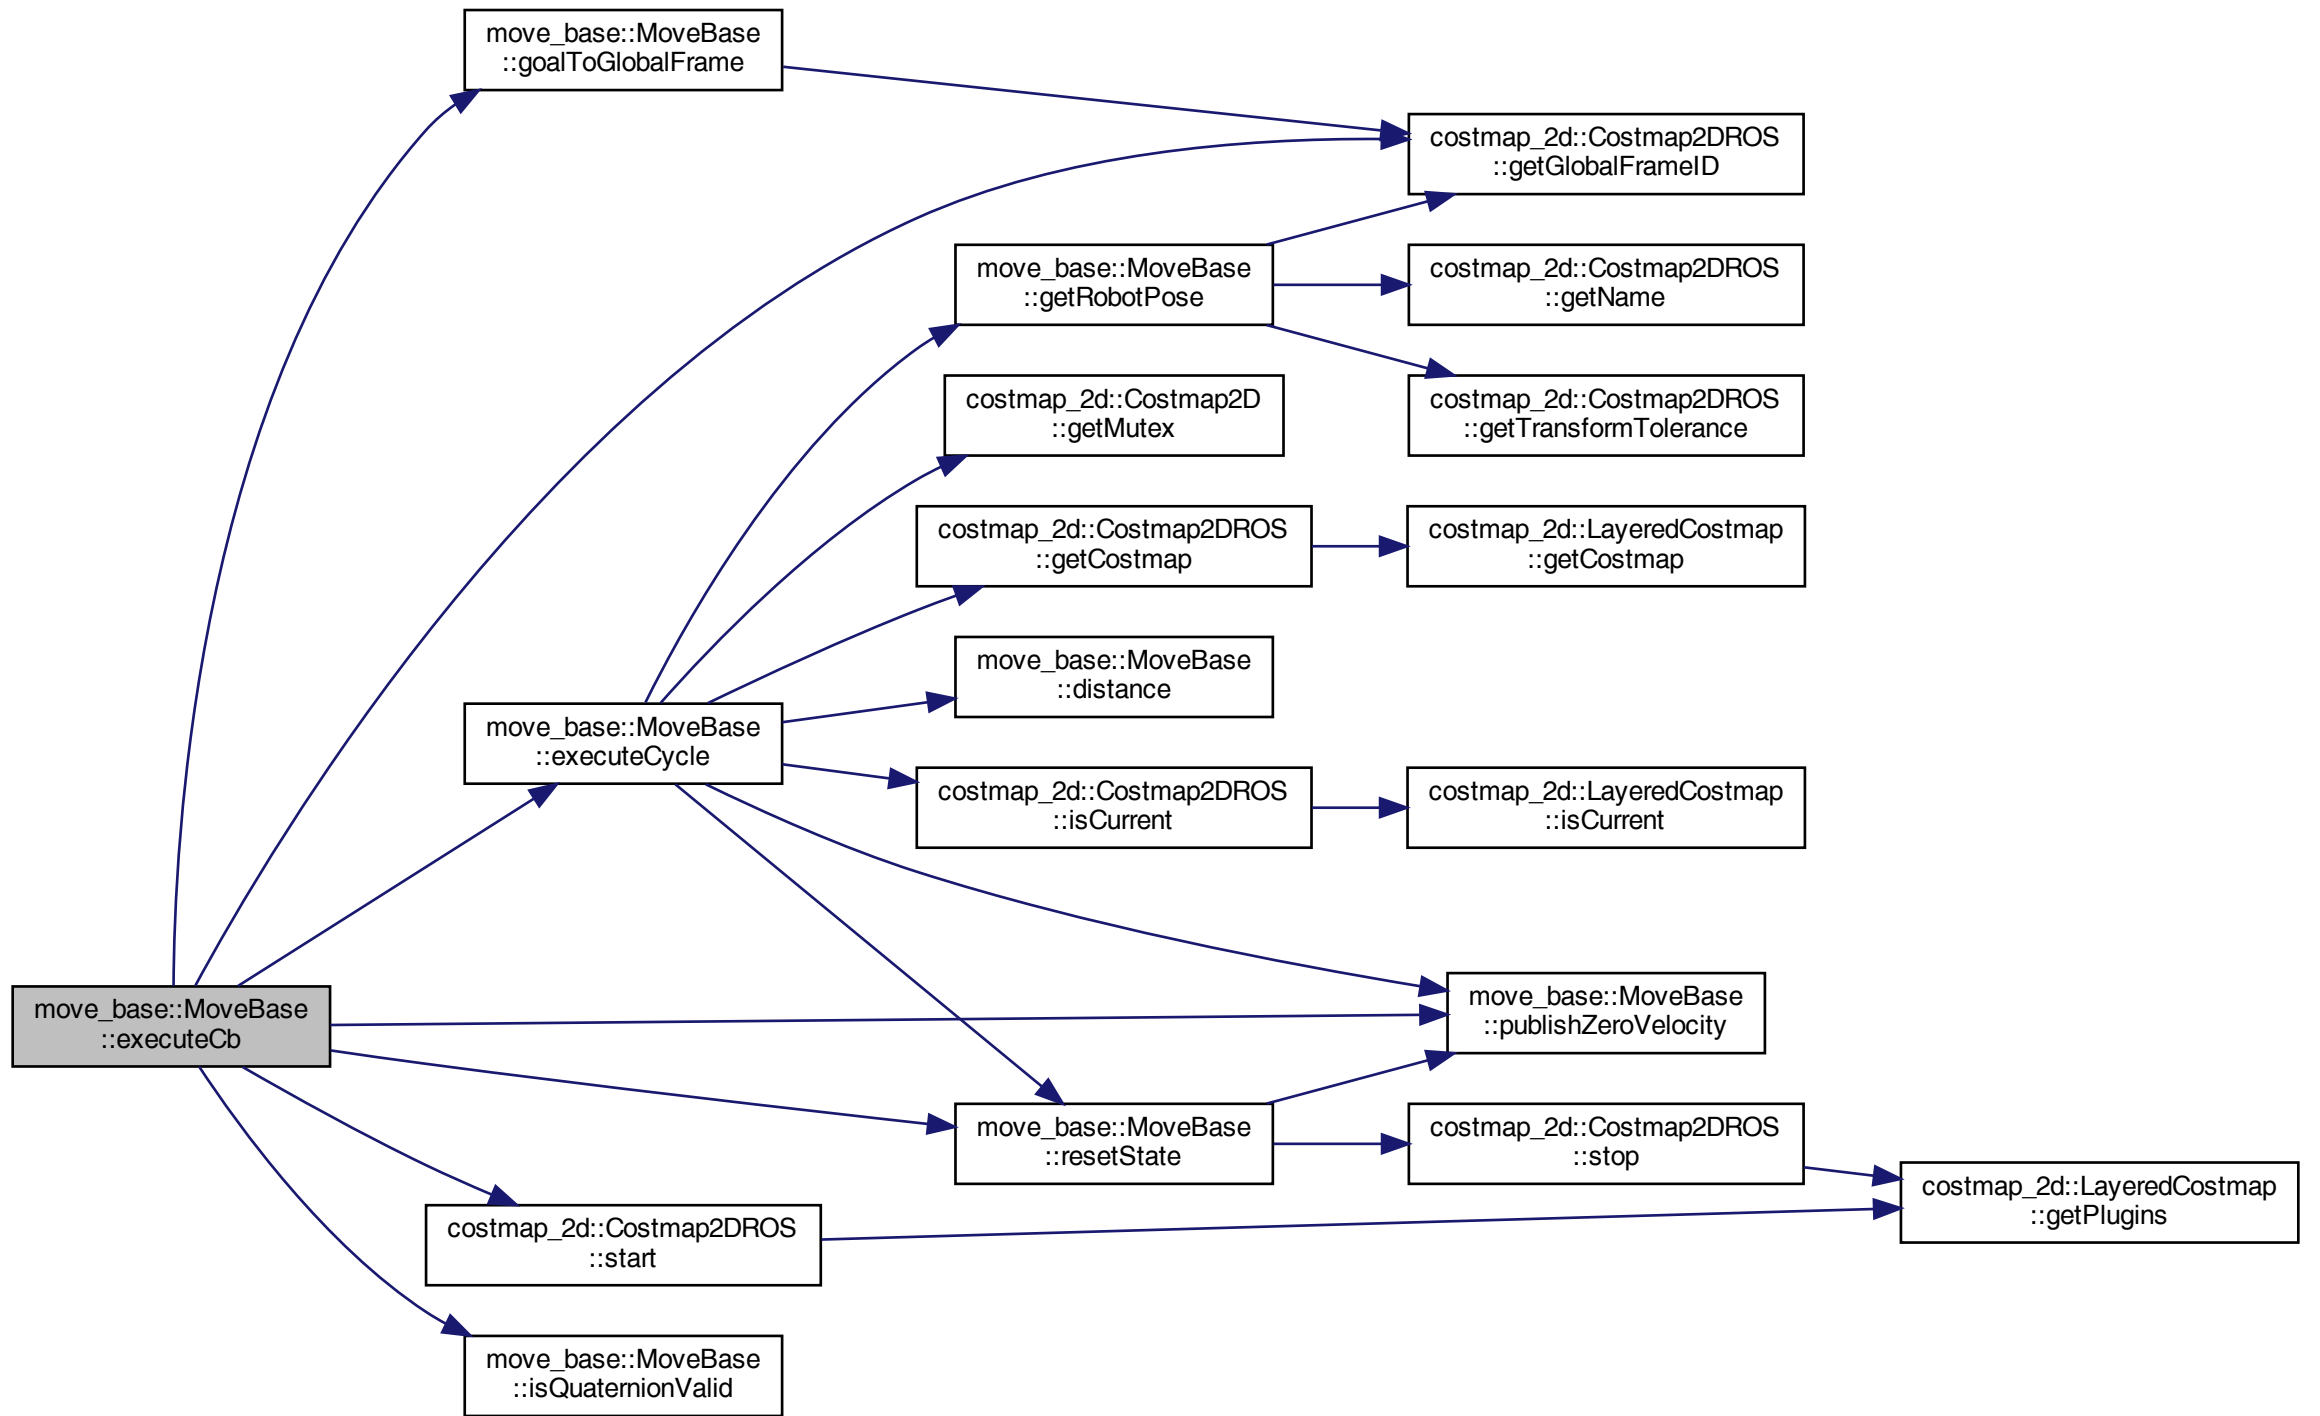 move_base::MoveBase
::goalToGlobalFrame
costmap_2d::Costmap2DROS
::getGlobalFrameID
move_base::MoveBase
::getRobotPose
costmap_2d::Costmap2DROS
::getName
costmap_2d::Costmap2D
::getMutex
costmap_2d::Costmap2DROS
::getTransformTolerance
costmap_2d::Costmap2DROS
::getCostmap
costmap_2d::LayeredCostmap
::getCostmap
move_base::MoveBase
::distance
move_base::MoveBase
::executeCycle
costmap_2d::Costmap2DROS
::isCurrent
costmap_2d::LayeredCostmap
::isCurrent
move_base::MoveBase
::executeCb
move_base::MoveBase
::publishZeroVelocity
move_base::MoveBase
::resetState
costmap_2d::Costmap2DROS
::stop
costmap_2d::LayeredCostmap
::getPlugins
costmap_2d::Costmap2DROS
::start
move_base::MoveBase
::isQuaternionValid